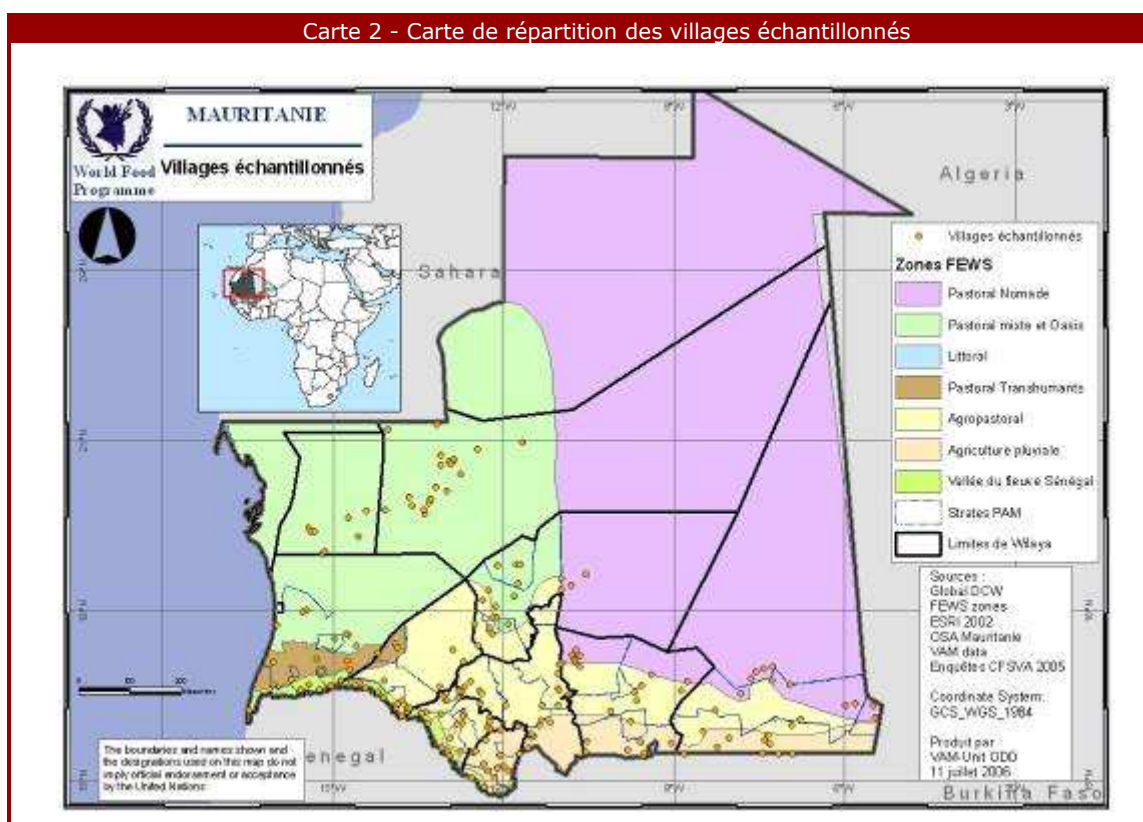 Carte 2 - Carte de répartition des villages échantillonnés
MAURITANIE
World Food
Programme
Villages échantillonnés
Algeria
Sahara
Villages échantillonnés
Zones FEWS
Pastoral Nomade
Pastoral mixte et Oasis
Littoral
Pastoral Transhumants
Agropastoral
Agriculture pluviale
Vallée du fleuve Sénégal
Strates PAM
Limites de Wilaya
Sources :
Global DCW
FEWS zones
ESRI 2002
OSA Mauritanie
VAM data
Enquêtes CFSVA 2005
Coordinate System:
GCS_WGS_1984
Produit par
VAM-Unit ODD
11 juillet 2006
The boundaries and names shown and
the designations used on this map do not
imply official endorsement or acceptance
by the United Nations
enegal
Burkina Faso